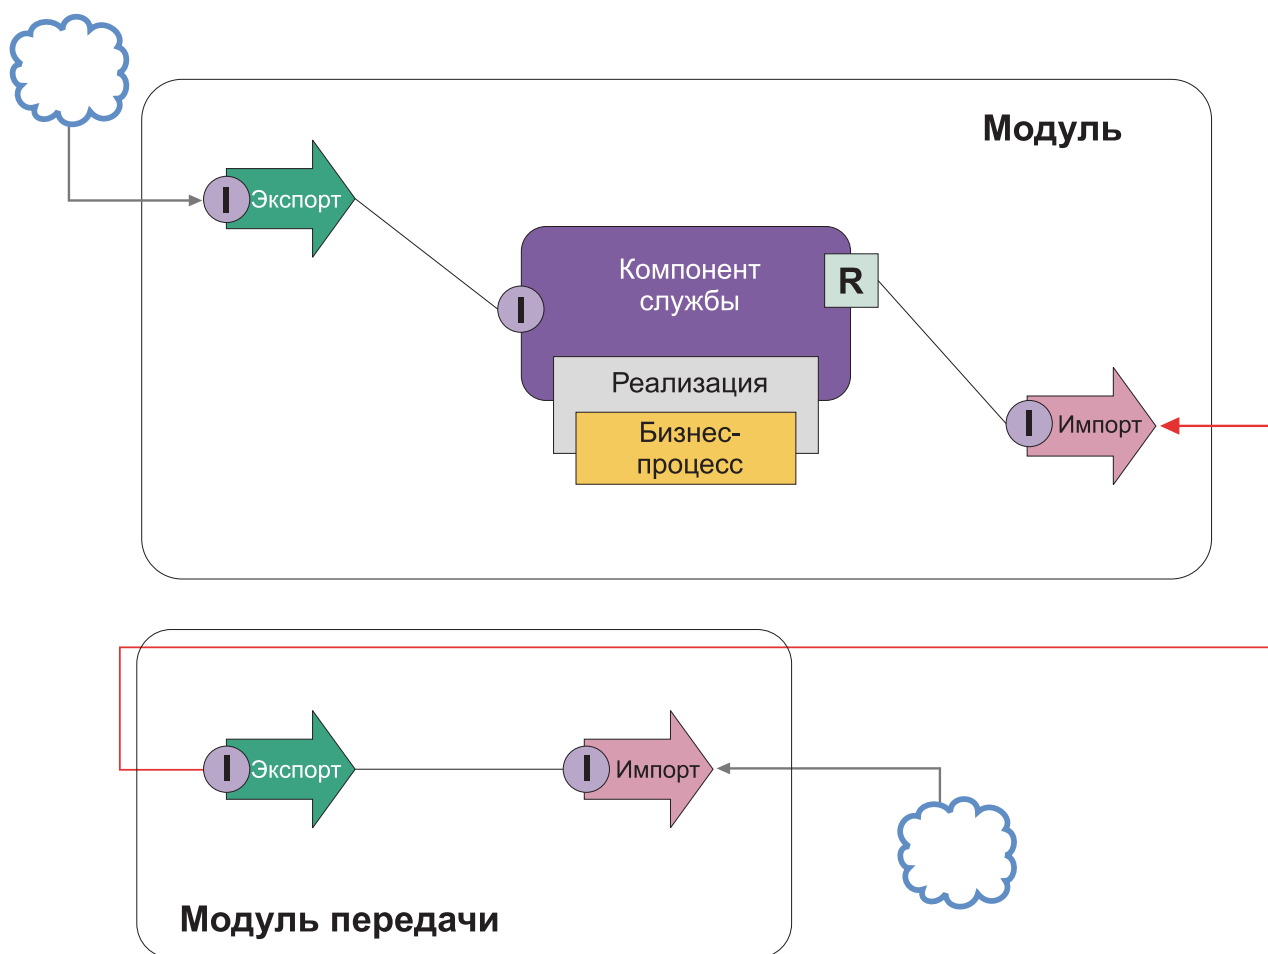 Модуль
I
Экспорт
Компонент
службы
R
I
Реализация
Бизнес-
процесс
I
Импорт
I
Экспорт
I
Импорт
Модуль передачи